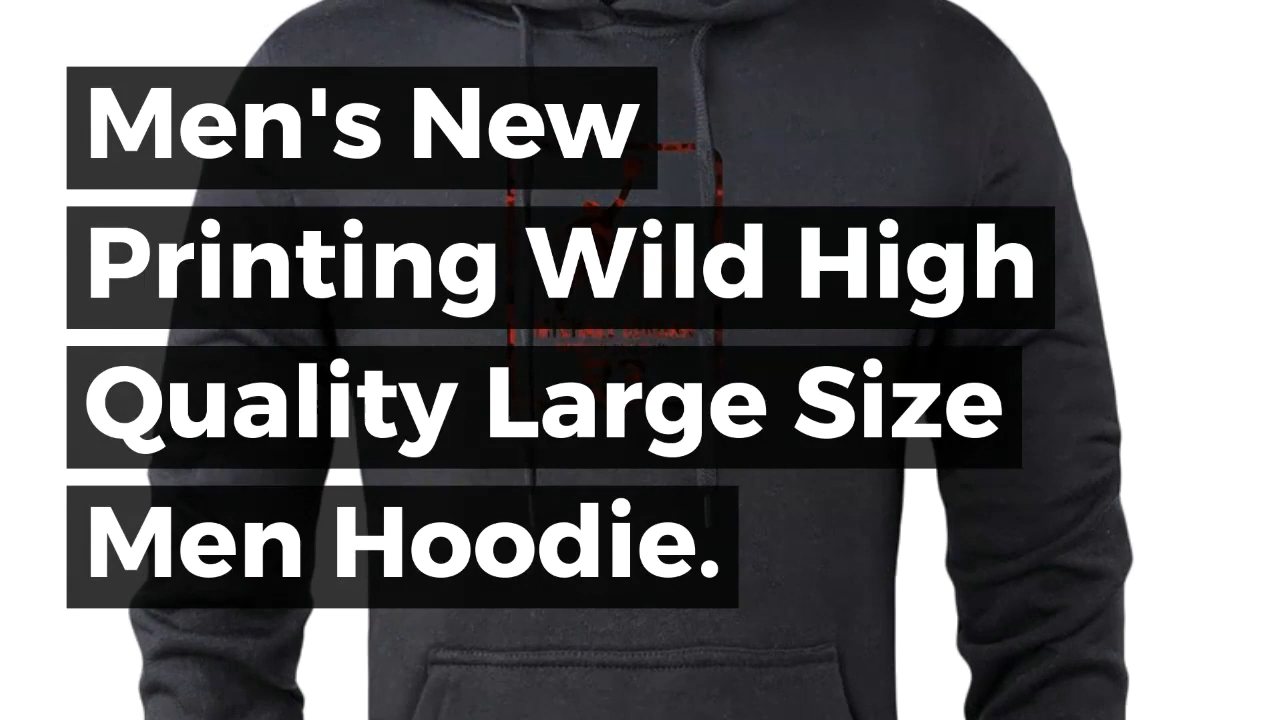 Men's New
Printing Wild High
Quality Large Size
Men Hoodie.